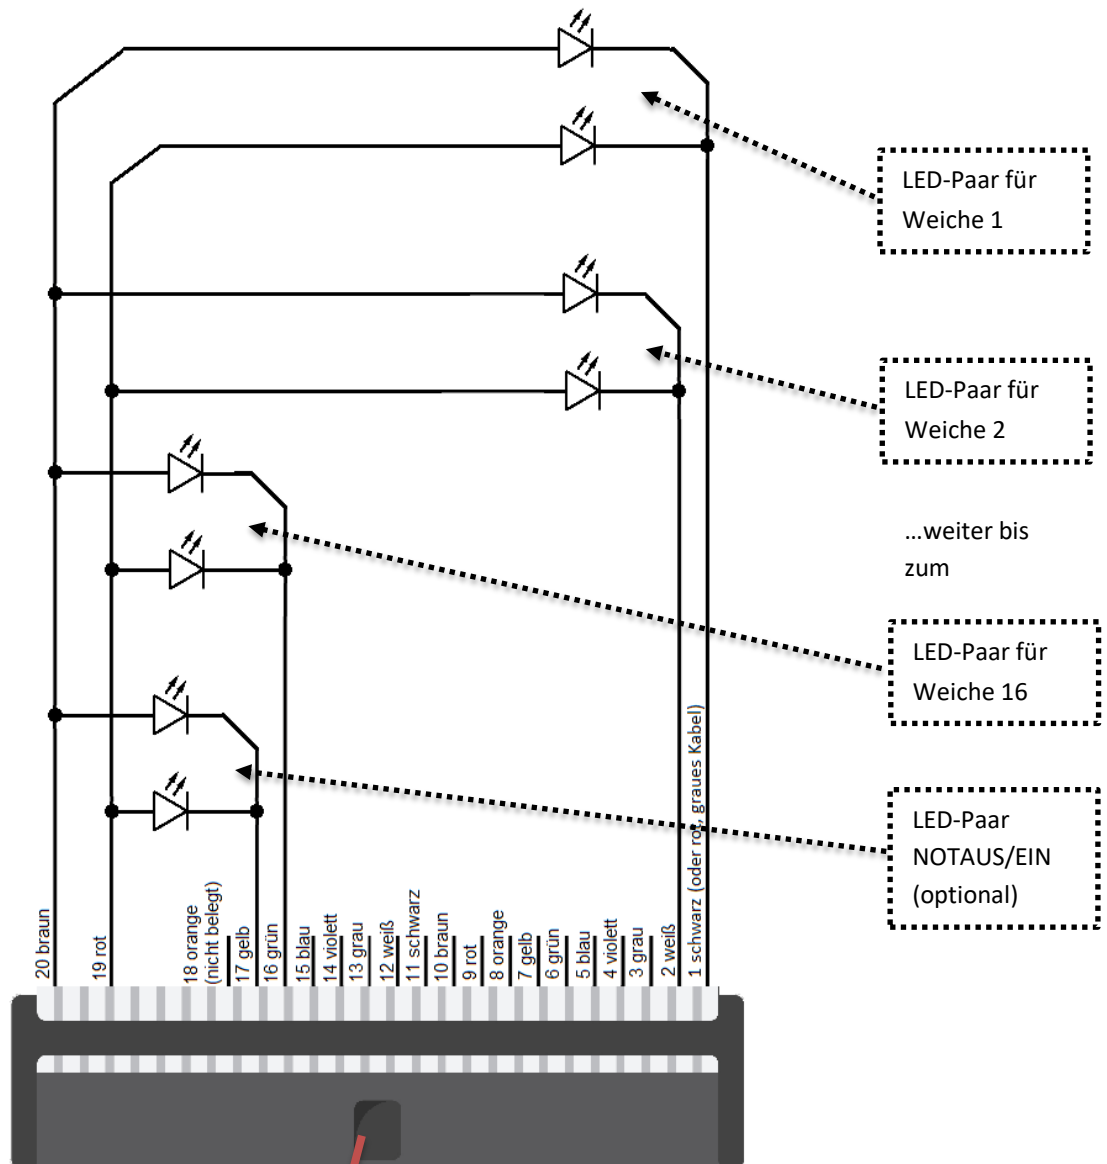 LED-Paar für
Weiche 1
LED-Paar für
Weiche 2
...weiter bis
zum
LED-Paar für
Weiche 16
LED-Paar
NOTAUS/EIN
(optional)
20 braun
19 rot
18 orange
(nicht belegt)
17 gelb
16 grün
15 blau
14 violett
13 grau
12 weiß
11 schwarz
10 braun
9 rot
8 orange
7 gelb
6 grün
5 blau
4 violett
3 grau
2 weiß
1 schwarz (oder rot, graues Kabel)